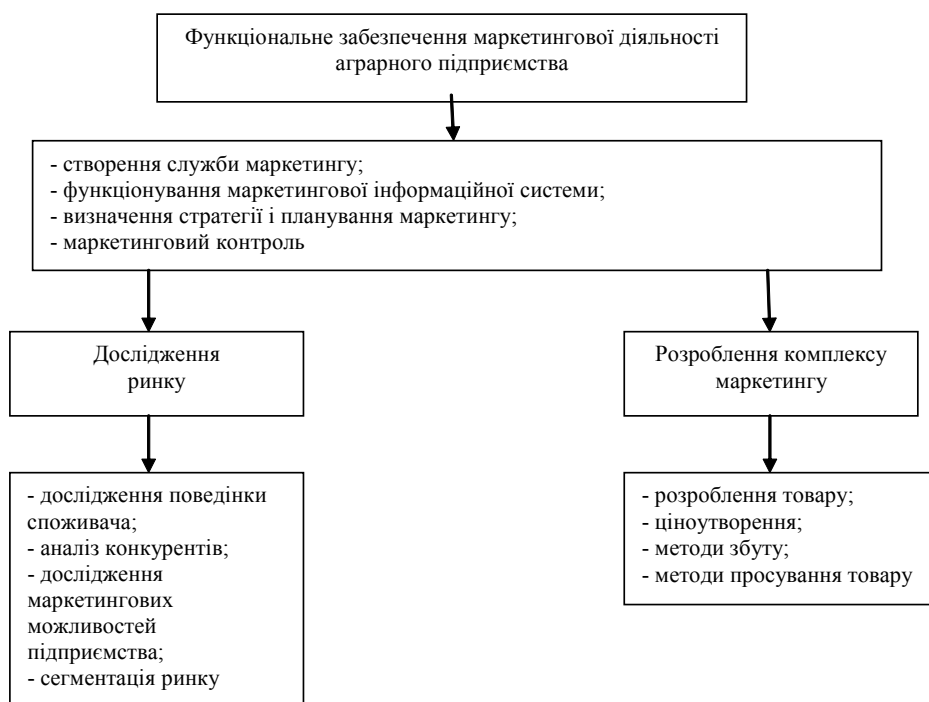 Функціональне забезпечення маркетингової діяльності
аграрного підприємства
- створення служби маркетингу;
- функціонування маркетингової інформаційної системи;
- визначення стратегії і планування маркетингу;
- маркетинговий контроль
Дослідження
ринку
Розроблення комплексу
маркетингу
- дослідження поведінки
споживача;
- аналіз конкурентів;
- дослідження
маркетингових
можливостей
підприємства;
- сегментація ринку
- розроблення товару;
- ціноутворення;
- методи збуту;
- методи просування товару